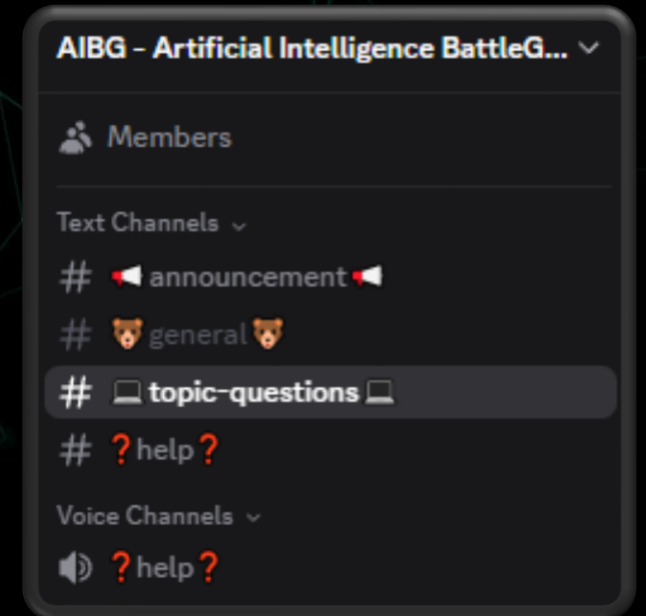 AIBG - Artificial Intelligence BattleG...
Members
Text Channels
# 📢announcement📢
# 🐻general🐻
# 💻topic-questions💻
# ❓help❓
Voice Channels
❓help❓